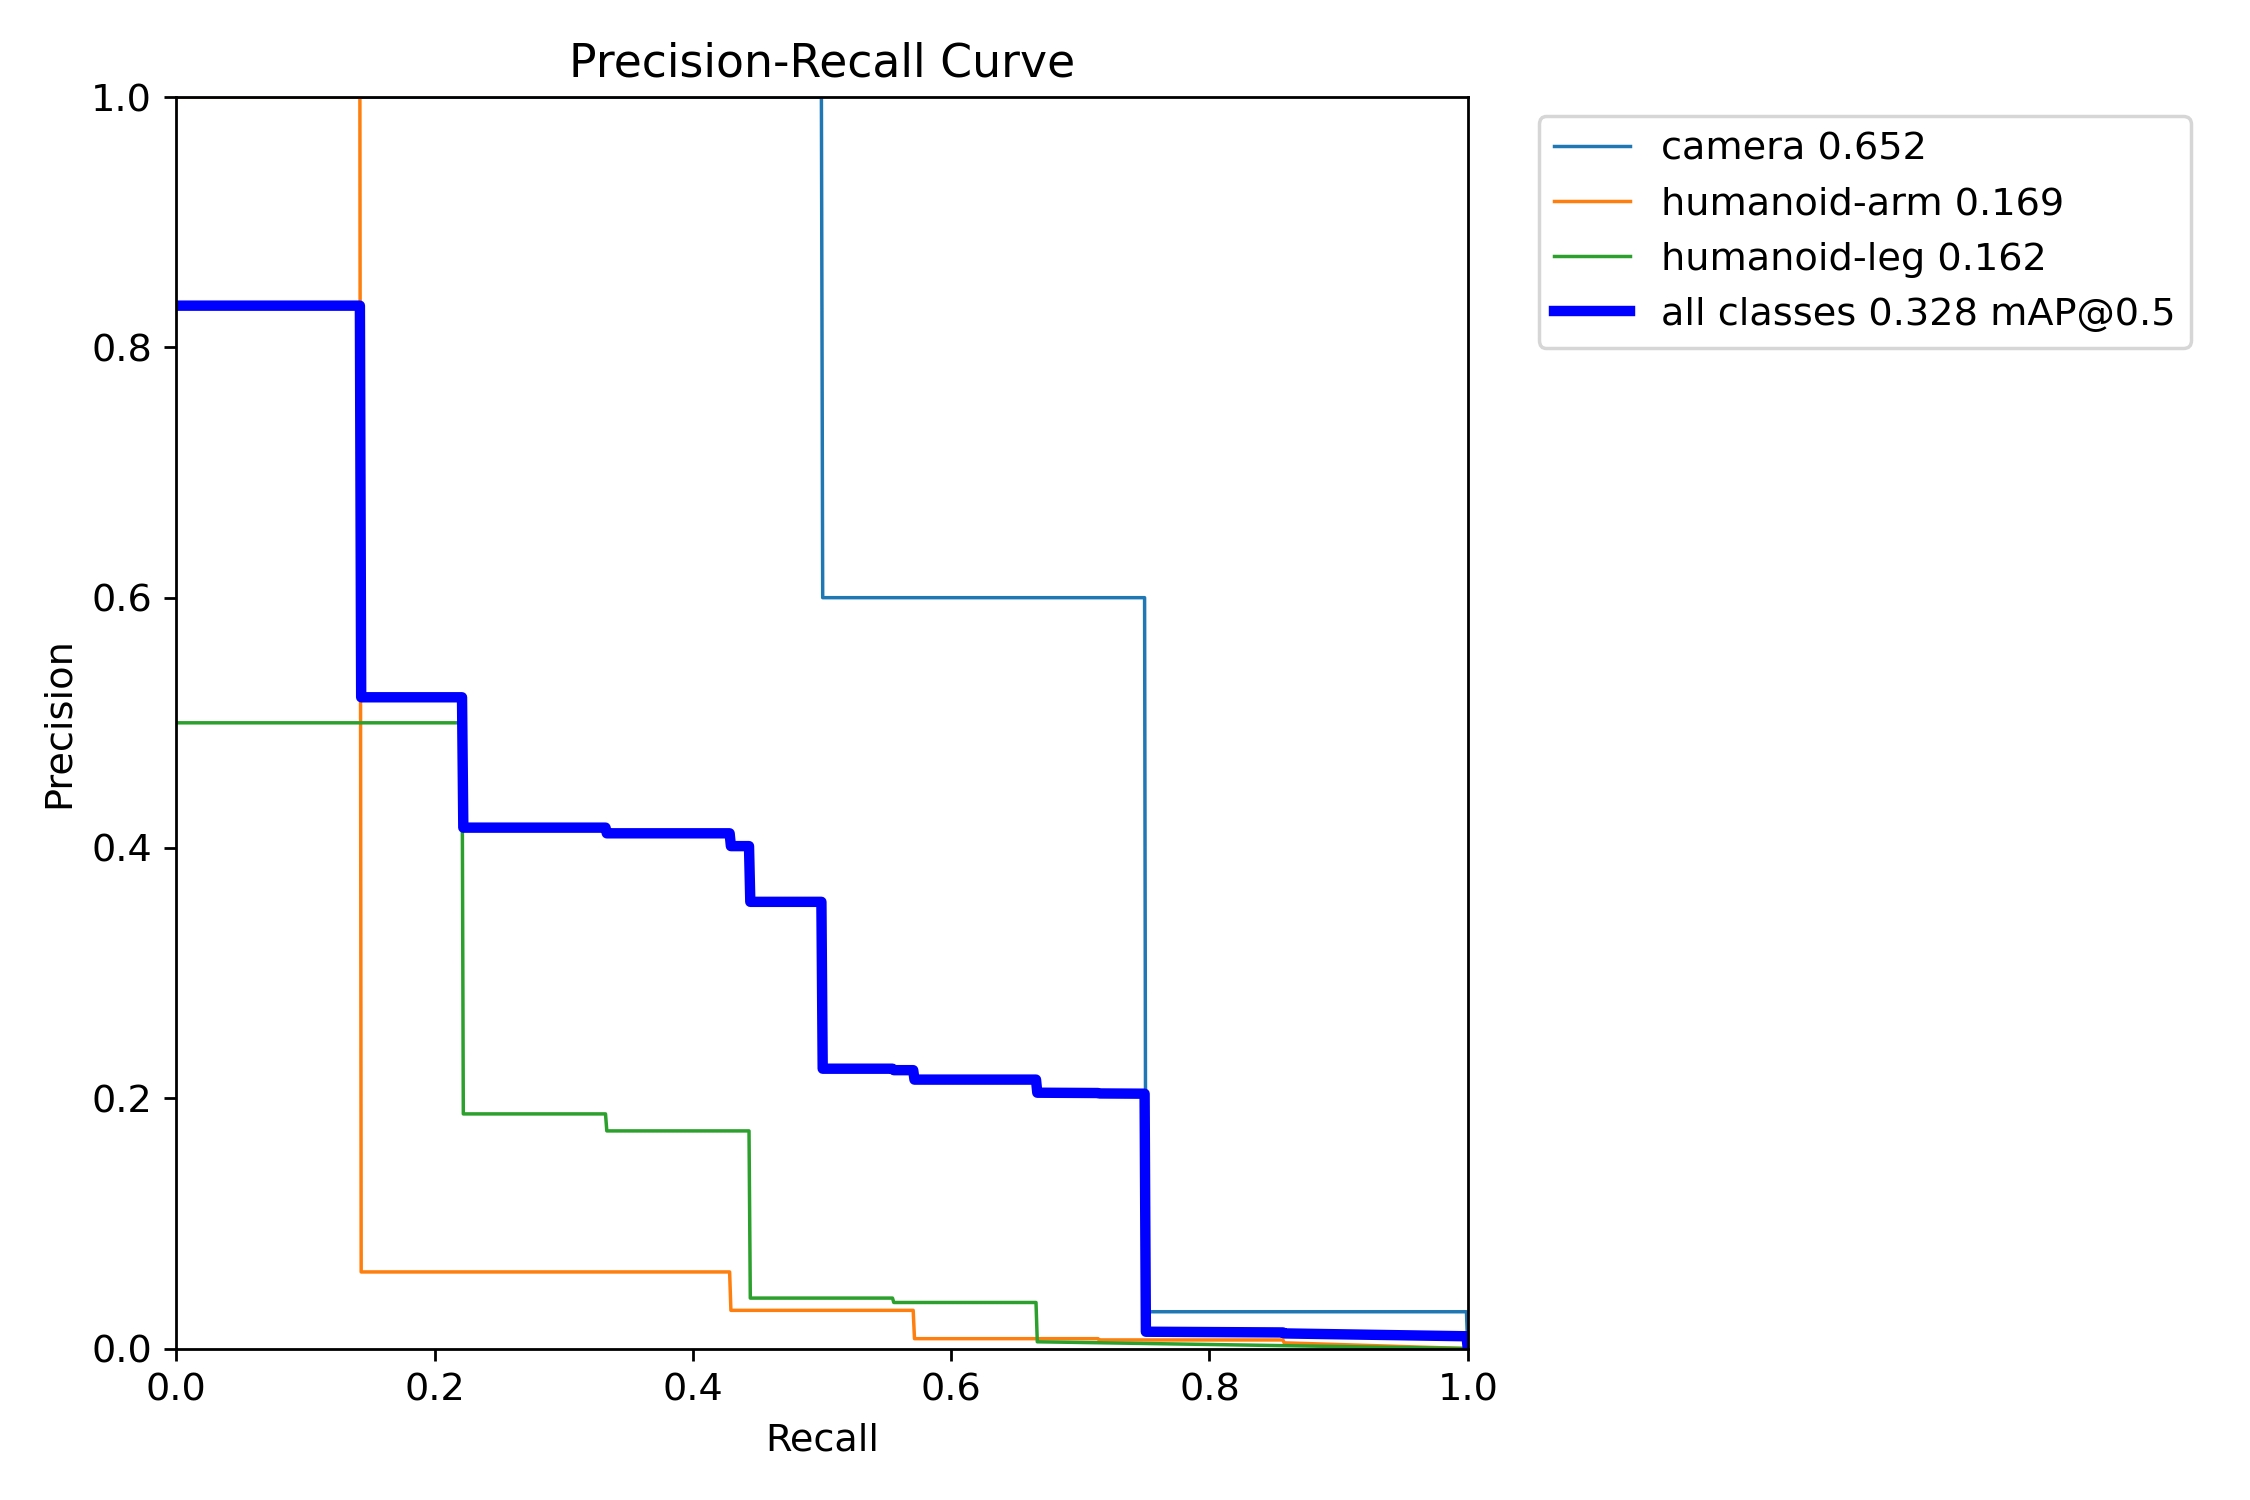 Precision-Recall Curve
1.0
0.8
0.6
0.4
0.2
0.0
Precision
0.0 0.2 0.4 0.6 0.8 1.0
Recall
camera 0.652
humanoid-arm 0.169
humanoid-leg 0.162
all classes 0.328 mAP@0.5